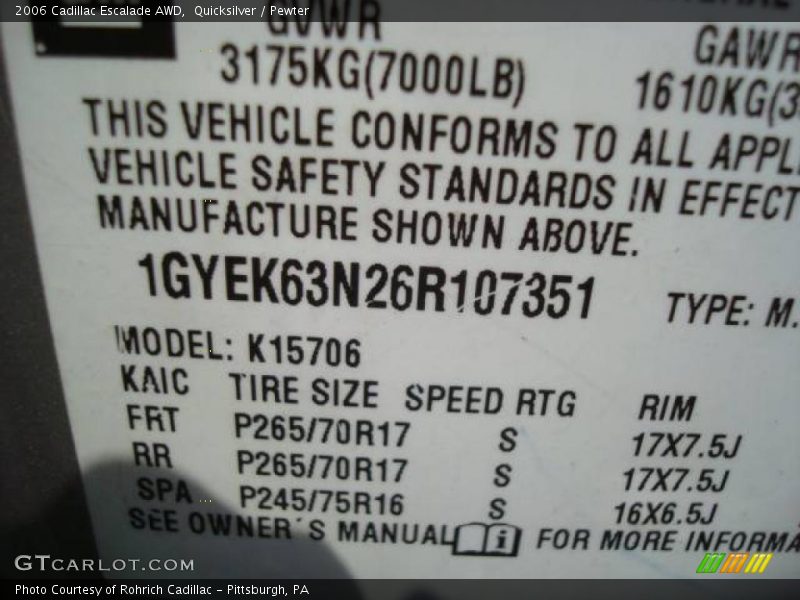 2006 Cadillac Escalade AWD, Quicksilver / Pewter
GVWR
GAWR
3175KG(7000LB)
1610KG(3
THIS VEHICLE CONFORMS TO ALL APPL
VEHICLE SAFETY STANDARDS IN EFFECT
MANUFACTURE SHOWN ABOVE.
1GYEK63N26R107351
TYPE: M.
MODEL: K15706
KAIC TIRE SIZE SPEED RTG RIM
FRT P265/70R17 S 17X7.5J
RR P265/70R17 S 17X7.5J
SPA P245/75R16 S 16X6.5J
SEE OWNER'S MANUAL i FOR MORE INFORMA
GTCARLOT.COM
Photo Courtesy of Rohrich Cadillac - Pittsburgh, PA